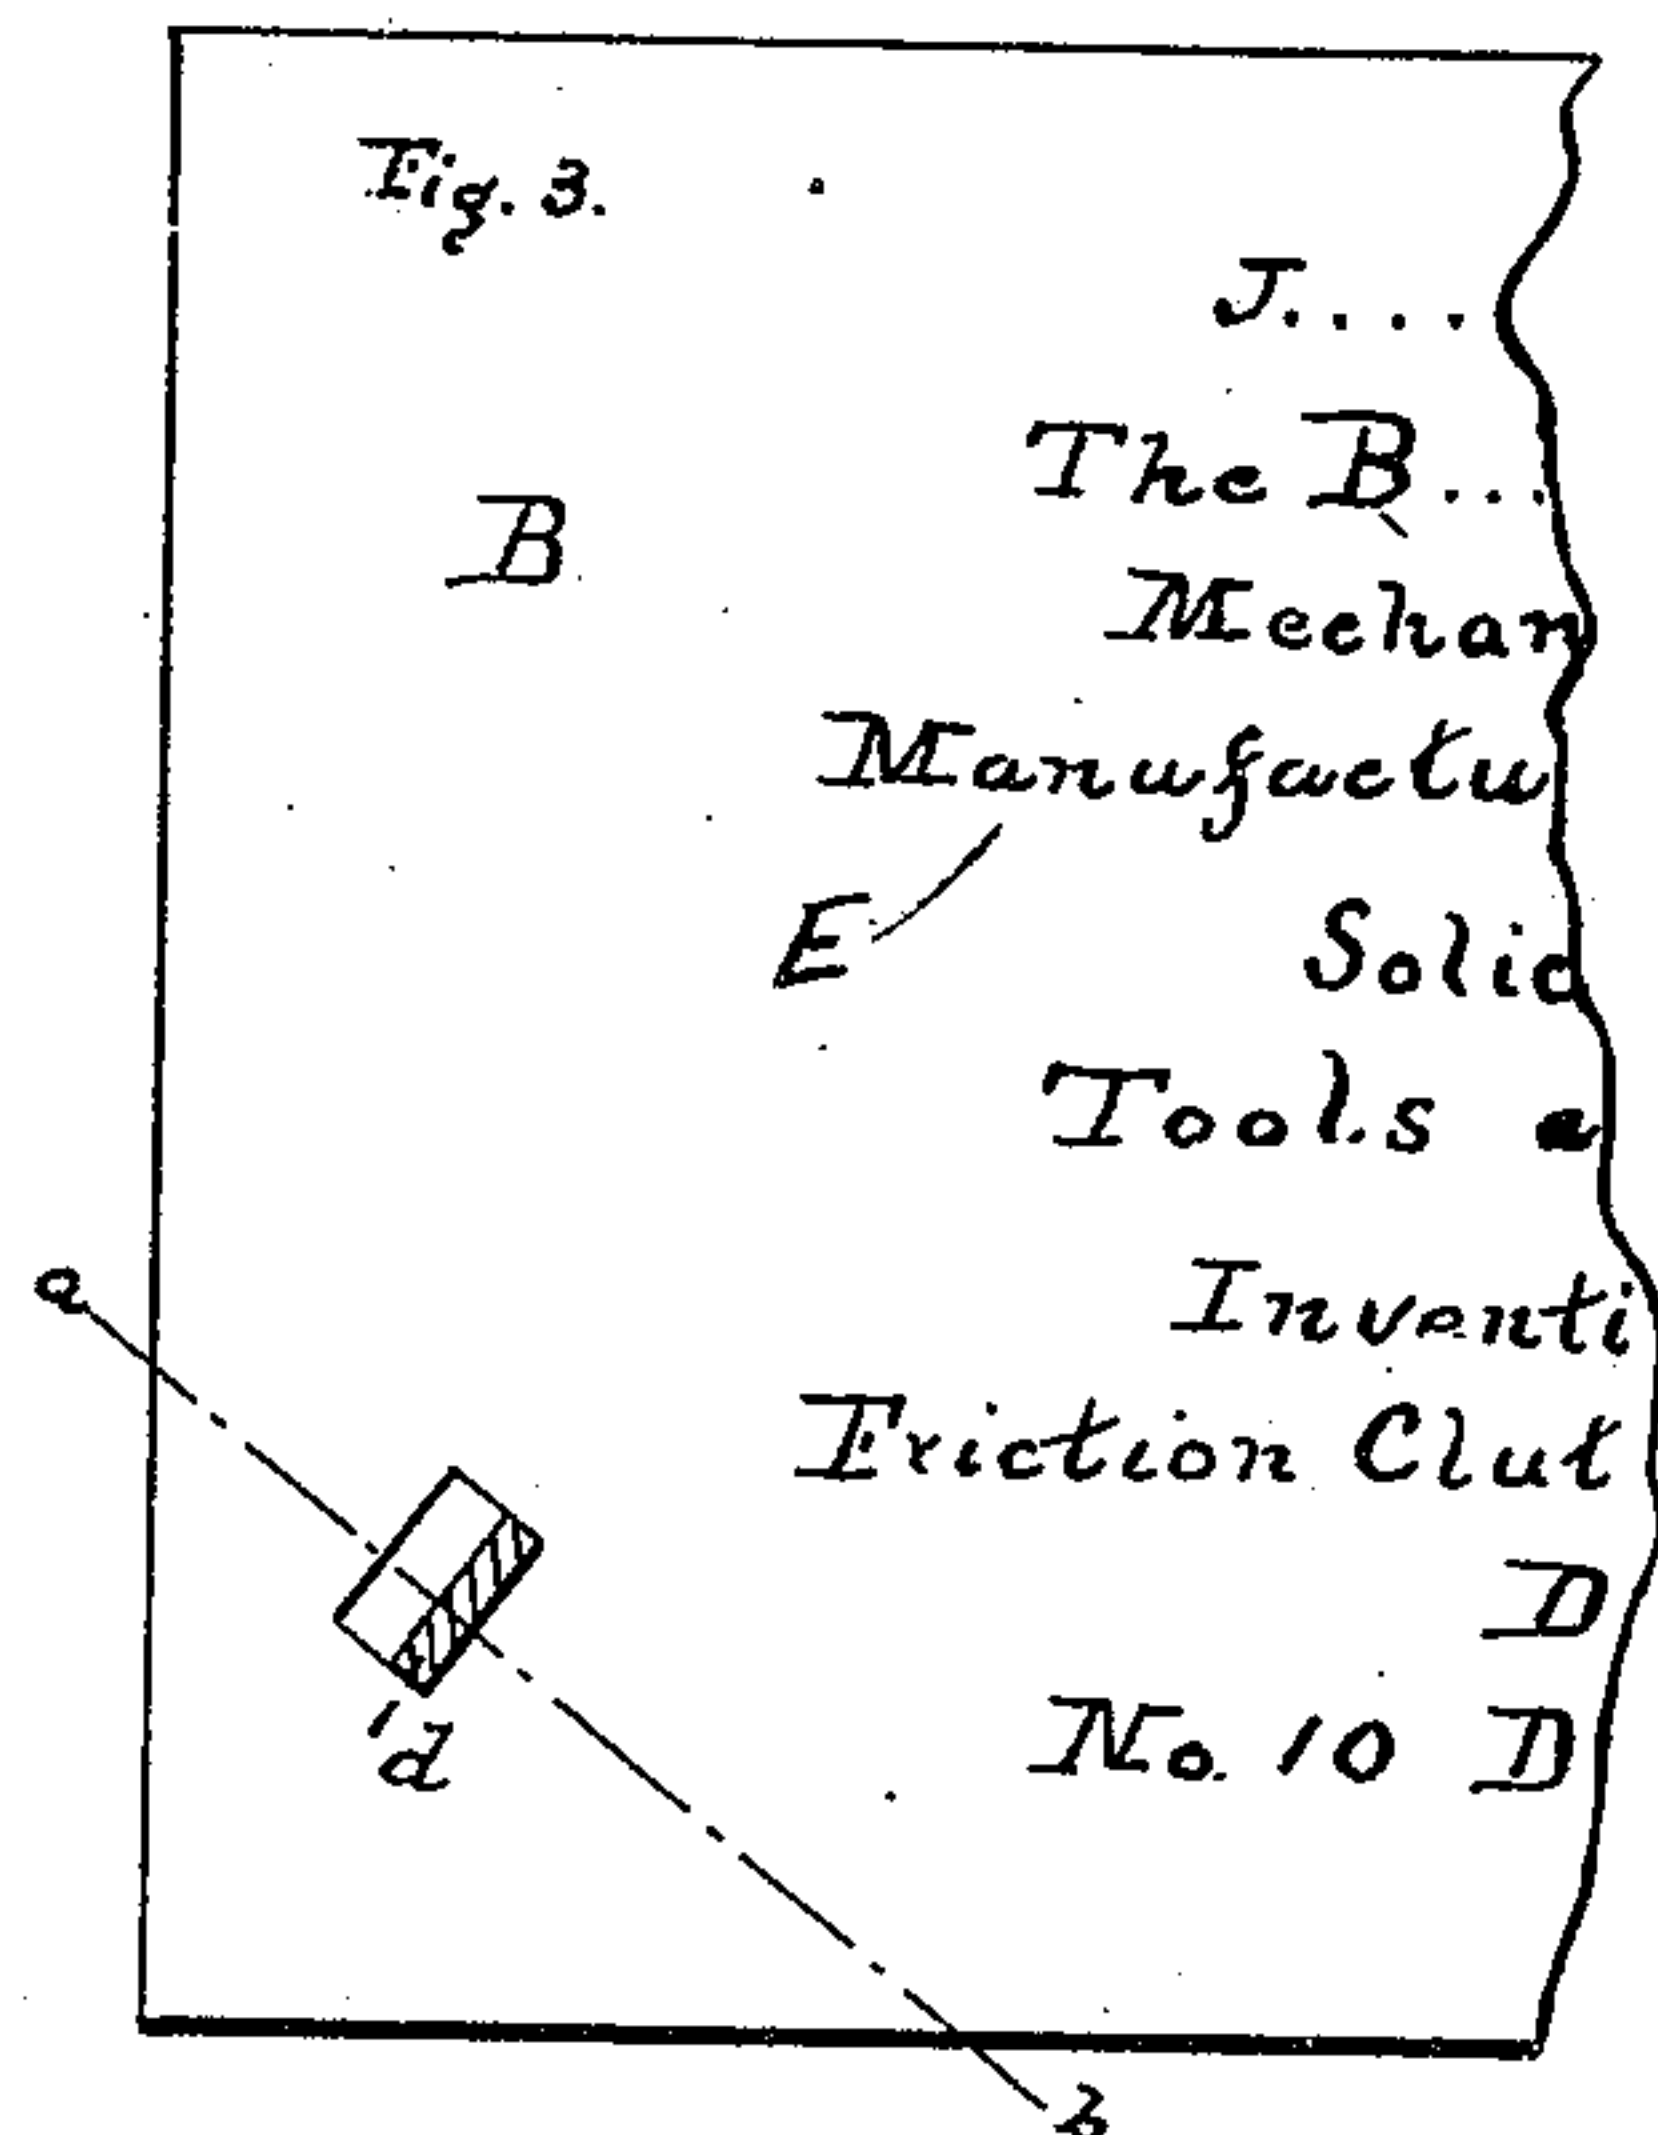 Fig. 3.
J....
The B...
B
Mechan
Manufactu
E
Solid
Tools a
a
Inventi
Friction Clut
D
d
No. 10 D
b